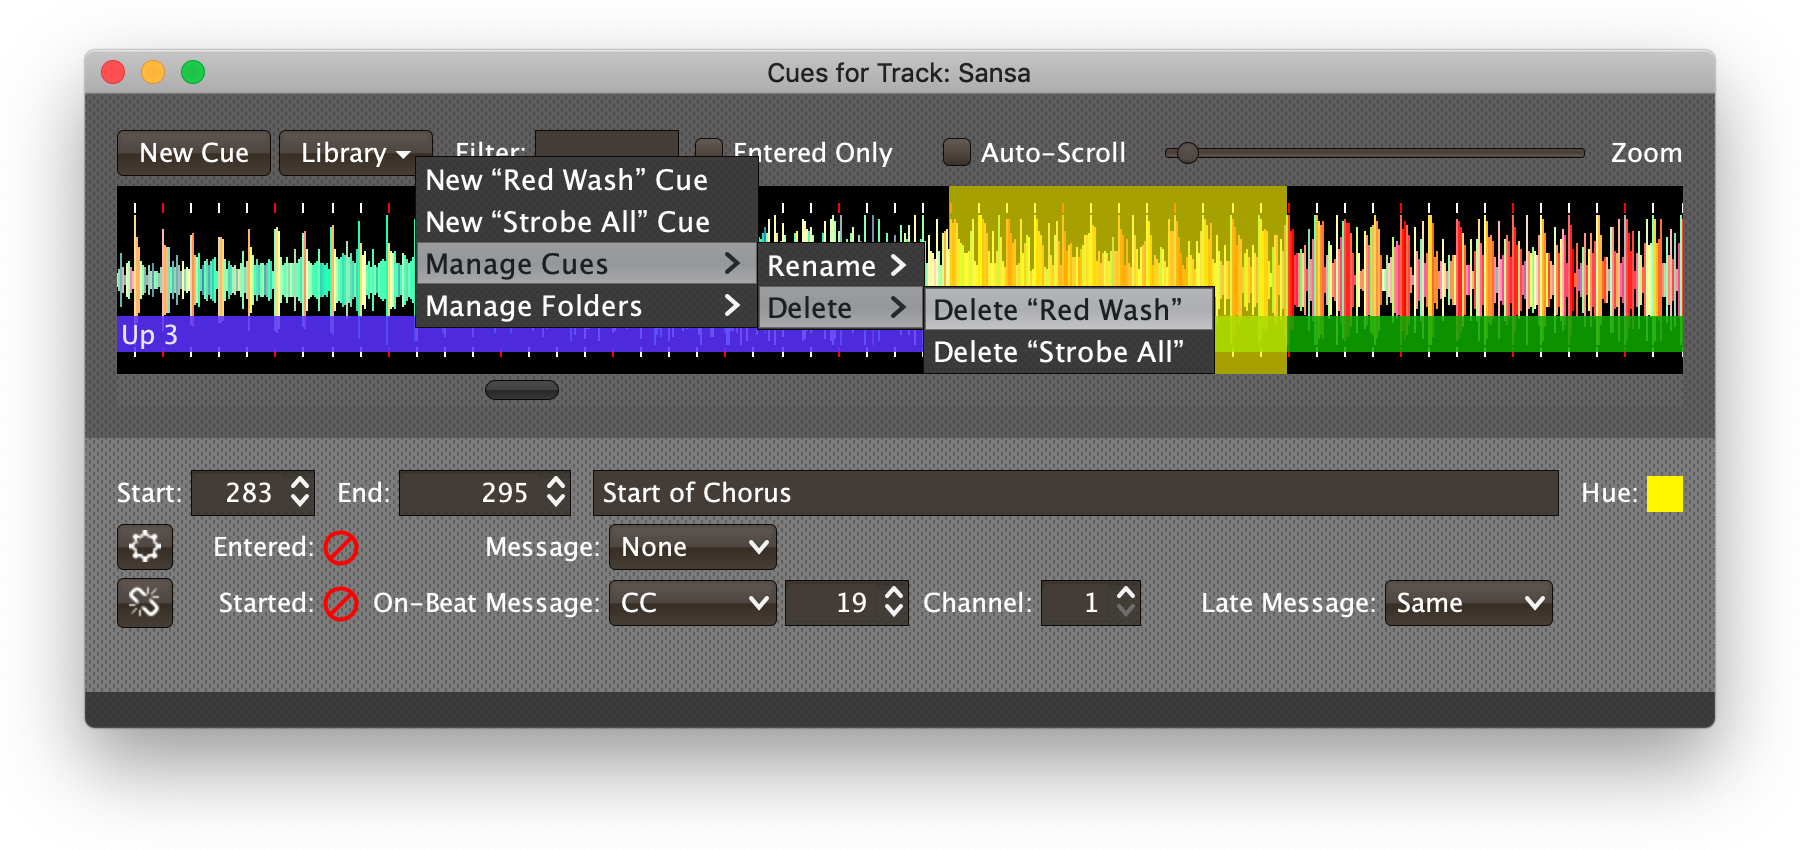 Cues for Track: Sansa
New Cue Library Filter: Entered Only Auto-Scroll Zoom
New “Red Wash” Cue
New “Strobe All” Cue
Manage Cues
Rename
Manage Folders
Delete
Delete “Red Wash”
Up 3
Delete “Strobe All”
Start: 283 End: 295 Start of Chorus Hue:
Entered: Message: None
Started: On-Beat Message: CC 19 Channel: 1 Late Message: Same